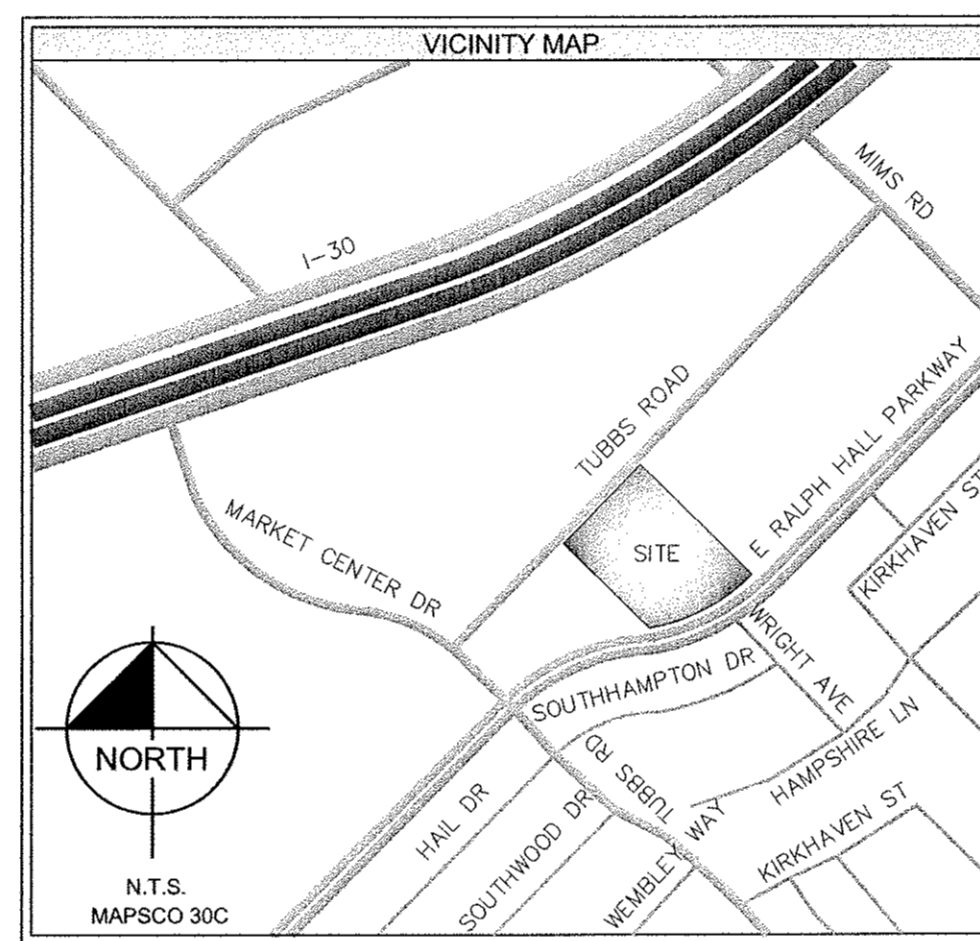 VICINITY MAP
I-30
MIMS RD
TUBBS ROAD
E RALPH HALL PARKWAY
MARKET CENTER DR
SITE
KIRKHAVEN ST
WRIGHT AVE
SOUTHHAMPTON DR
HAMPSHIRE LN
TUBBS RD
HAIL DR
SOUTHWOOD DR
WEMBLEY WAY
KIRKHAVEN ST
NORTH
N.T.S.
MAPSCO 30C